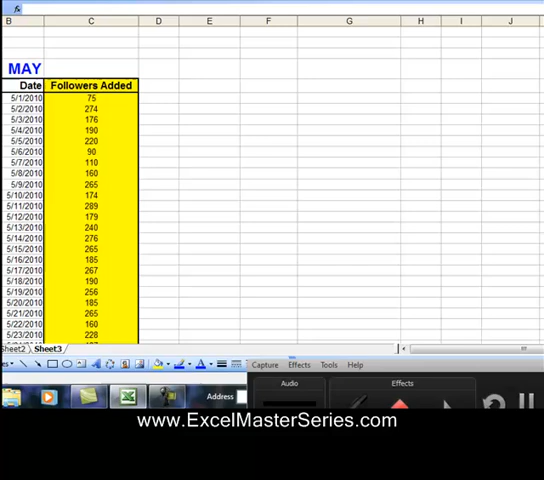 fx
B C D E F G H I J
MAY
Date Followers Added
5/1/2010 75
5/2/2010 274
5/3/2010 176
5/4/2010 190
5/5/2010 220
5/6/2010 90
5/7/2010 110
5/8/2010 160
5/9/2010 265
5/10/2010 174
5/11/2010 289
5/12/2010 179
5/13/2010 240
5/14/2010 276
5/15/2010 265
5/16/2010 185
5/17/2010 267
5/18/2010 190
5/19/2010 256
5/20/2010 185
5/21/2010 265
5/22/2010 160
5/23/2010 228
Sheet2 Sheet3
Capture Effects Tools Help
Audio Effects
Address
www.ExcelMasterSeries.com